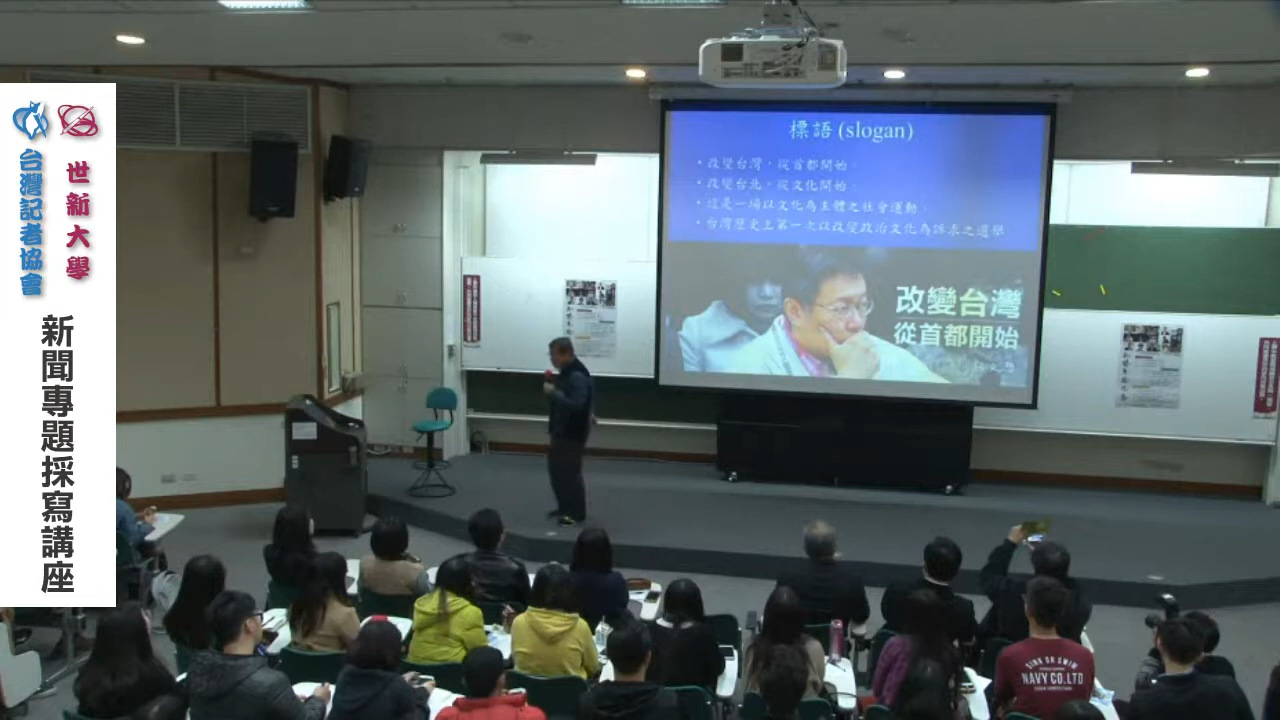 台灣記者協會
世新大學
新聞專題採寫講座
標語 (slogan)
• 改變台灣，從首都開始。
• 改變台北，從文化開始。
• 這是一場以文化為主體之社會運動。
• 台灣歷史上第一次以改變政治文化為訴求之選舉
改變台灣
從首都開始
SINK OR SWIM
NAVY CO.LTD